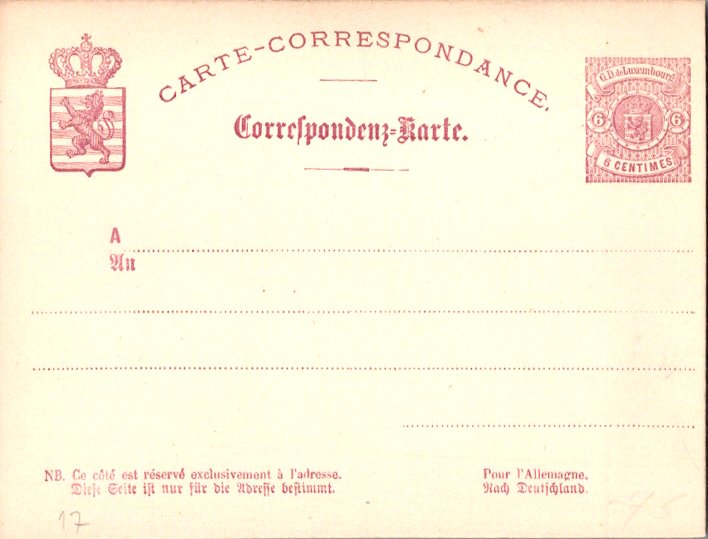 CARTE-CORRESPONDANCE.
Correſpondenz-Karte.
G.D. de Luxembourg
6 6
6 CENTIMES
A
An
NB. Ce côté est réservé exclusivement à l'adresse.
Dieſe Seite iſt nur für die Adreſſe beſtimmt.
Pour l'Allemagne.
Nach Deutſchland.
17